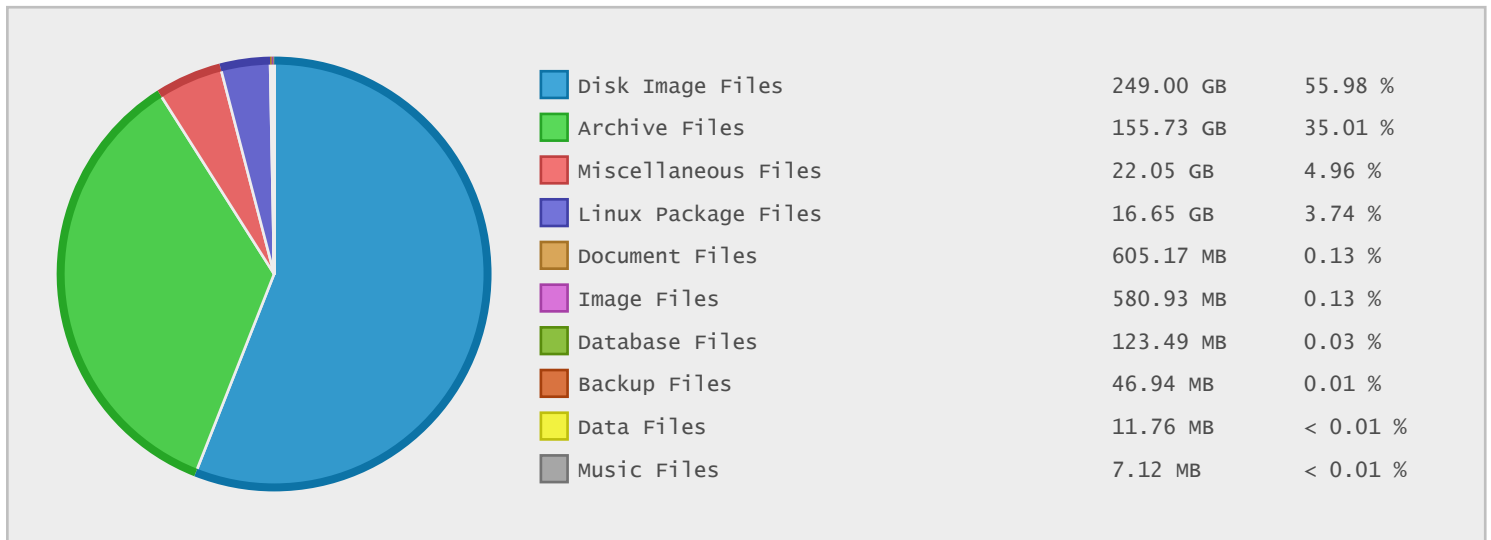 Disk Image Files 249.00 GB 55.98 %
Archive Files 155.73 GB 35.01 %
Miscellaneous Files 22.05 GB 4.96 %
Linux Package Files 16.65 GB 3.74 %
Document Files 605.17 MB 0.13 %
Image Files 580.93 MB 0.13 %
Database Files 123.49 MB 0.03 %
Backup Files 46.94 MB 0.01 %
Data Files 11.76 MB < 0.01 %
Music Files 7.12 MB < 0.01 %